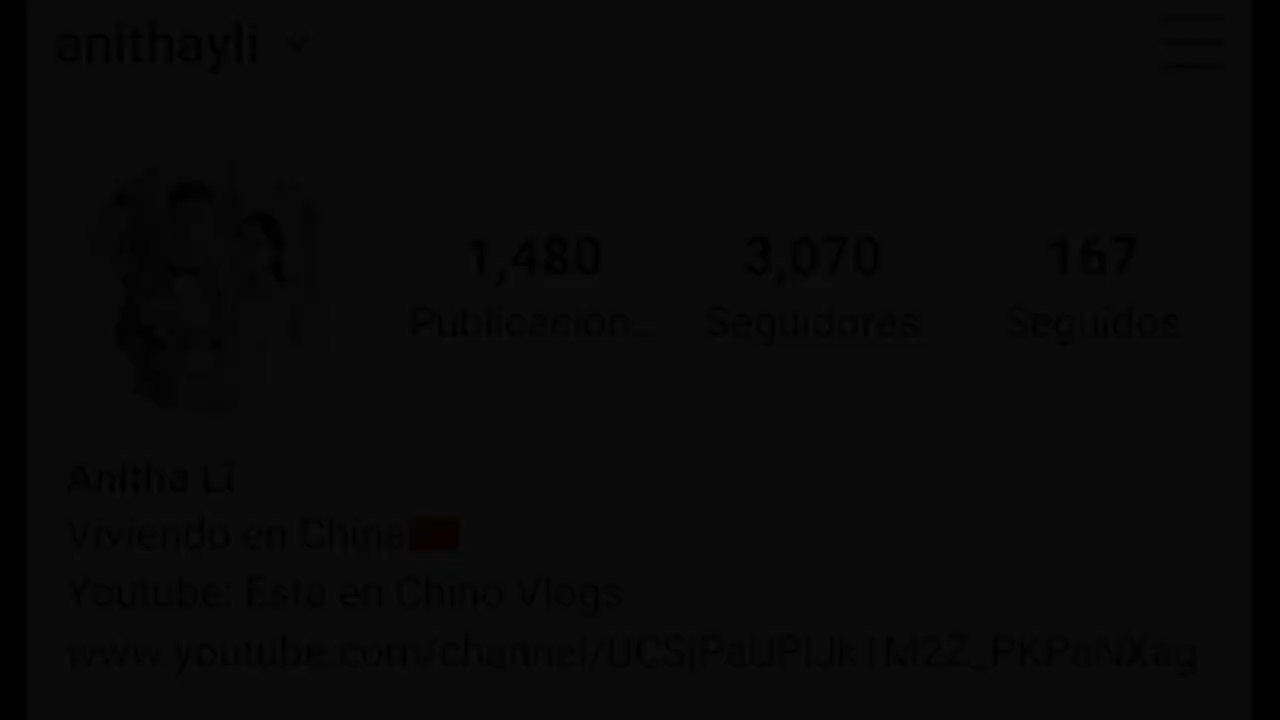 anithayli
1,480 3,070 167
Publicacion... Seguidores Seguidos
Anitha Li
Viviendo en China
Youtube: Esta en Chino Vlogs